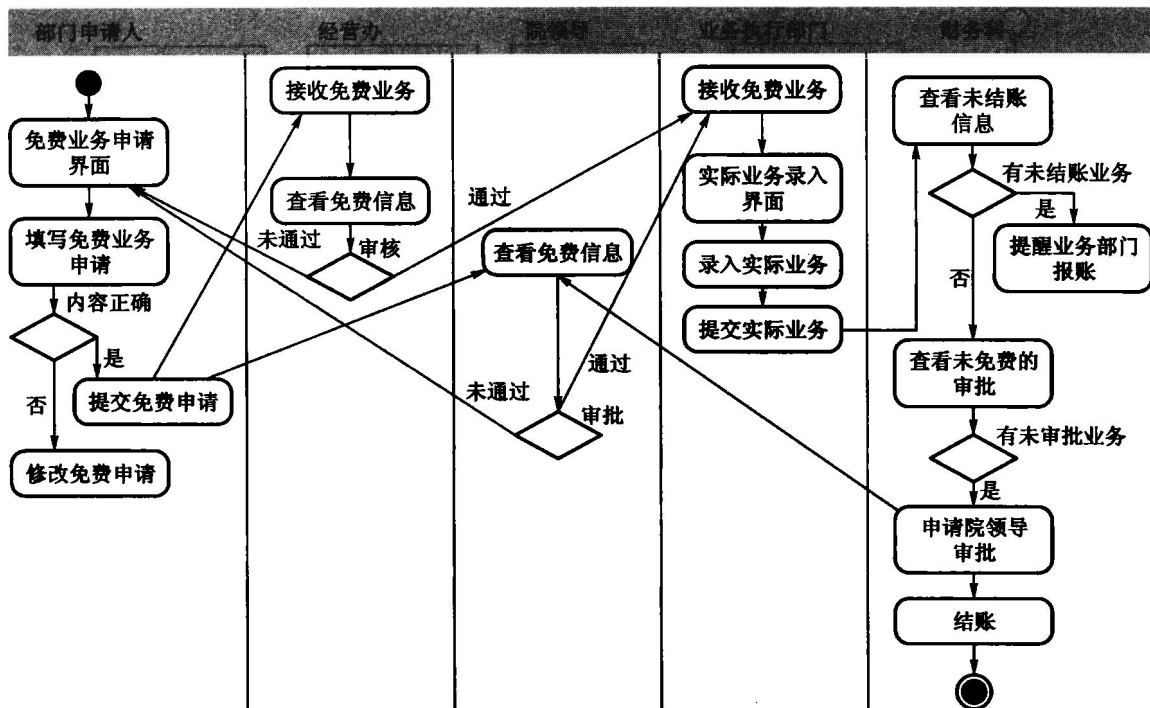 部门申请人
经营办
院领导
业务执行部门
财务科
免费业务申请
界面
填写免费业务
申请
内容正确
是
否
提交免费申请
修改免费申请
接收免费业务
查看免费信息
未通过
审核
通过
查看免费信息
未通过
通过
审批
接收免费业务
实际业务录入
界面
录入实际业务
提交实际业务
查看未结账
信息
有未结账业务
是
提醒业务部门
报账
否
查看未免费的
审批
有未审批业务
是
申请院领导
审批
结账